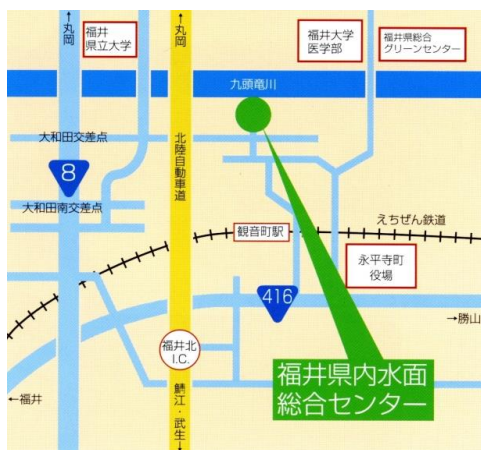 ←丸岡
福井
県立大学
←丸岡
福井大学
医学部
福井県総合
グリーンセンター
九頭竜川
大和田交差点
8
北陸自動車道
大和田南交差点
観音町駅
えちぜん鉄道
永平寺町
役場
416
→勝山
福井北
I.C.
福井県内水面
総合センター
←福井
鯖江・武生→